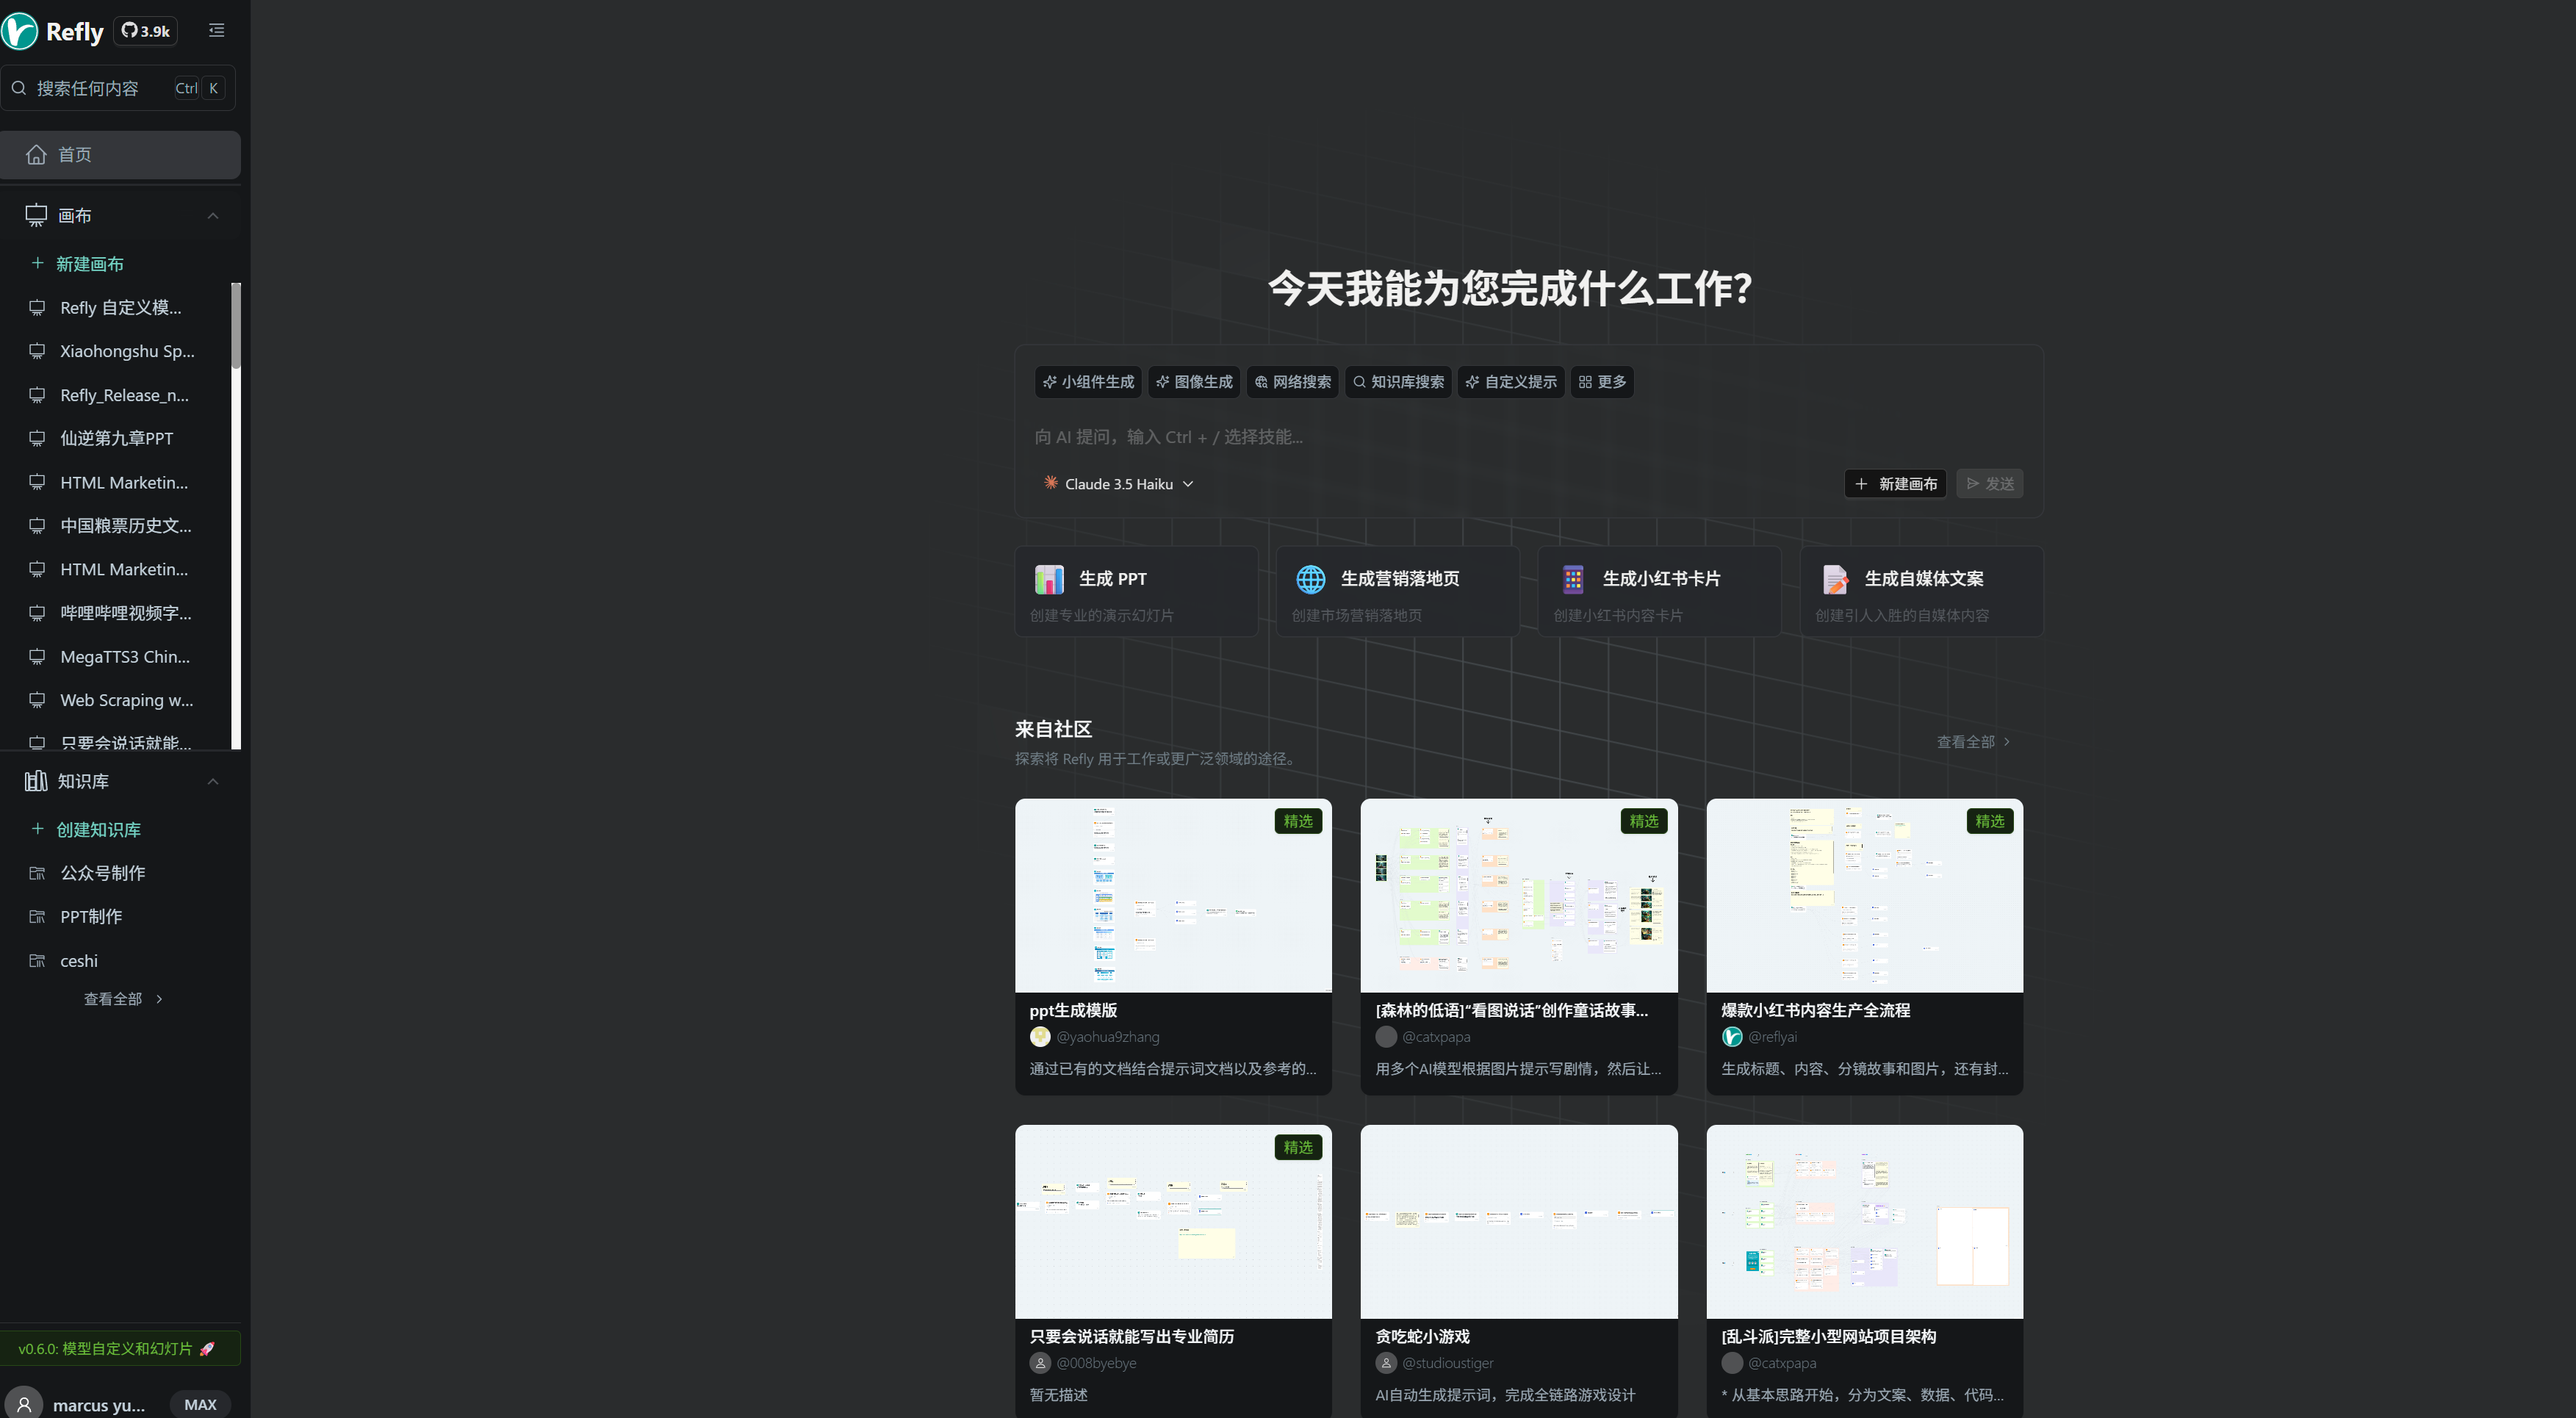 Refly
3.9k
搜索任何内容
Ctrl K
首页
画布
新建画布
Refly 自定义模...
Xiaohongshu Sp...
Refly_Release_n...
仙逆第九章PPT
HTML Marketin...
中国粮票历史文...
HTML Marketin...
哔哩哔哩视频字...
MegaTTS3 Chin...
Web Scraping w...
只要会说话就能...
知识库
创建知识库
公众号制作
PPT制作
ceshi
查看全部
v0.6.0: 模型自定义和幻灯片 🚀
marcus yu...
MAX
今天我能为您完成什么工作？
小组件生成 图像生成 网络搜索 知识库搜索 自定义提示 更多
向 AI 提问，输入 Ctrl + / 选择技能...
Claude 3.5 Haiku
新建画布 发送
生成 PPT
创建专业的演示幻灯片
生成营销落地页
创建市场营销落地页
生成小红书卡片
创建小红书内容卡片
生成自媒体文案
创建引人入胜的自媒体内容
来自社区
探索将 Refly 用于工作或更广泛领域的途径。
查看全部
精选
ppt生成模版
@yaohua9zhang
通过已有的文档结合提示词文档以及参考的...
精选
[森林的低语]“看图说话”创作童话故事...
@catxpapa
用多个AI模型根据图片提示写剧情，然后让...
精选
爆款小红书内容生产全流程
@reflyai
生成标题、内容、分镜故事和图片，还有封...
精选
只要会说话就能写出专业简历
@008byebye
暂无描述
贪吃蛇小游戏
@studioustiger
AI自动生成提示词，完成全链路游戏设计
[乱斗派]完整小型网站项目架构
@catxpapa
* 从基本思路开始，分为文案、数据、代码...